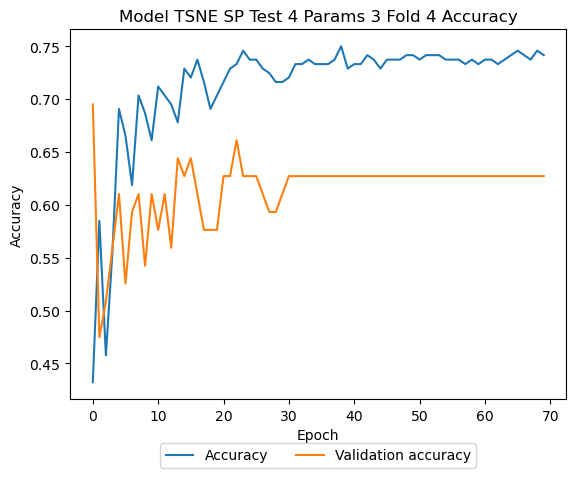 Model TSNE SP Test 4 Params 3 Fold 4 Accuracy
0.75
0.70
0.65
0.60
0.55
0.50
0.45
Accuracy
0 10 20 30 40 50 60 70
Epoch
Accuracy Validation accuracy